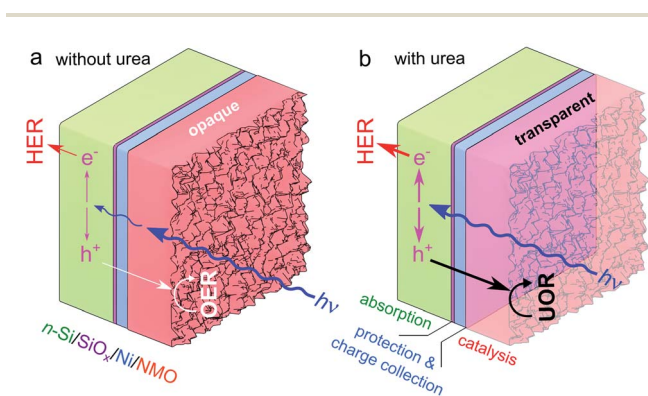 a without urea
opaque
HER
e⁻
h⁺
OER
hν
n-Si/SiOₓ/Ni/NMO
b with urea
transparent
HER
e⁻
h⁺
UOR
hν
absorption
protection &
charge collection
catalysis